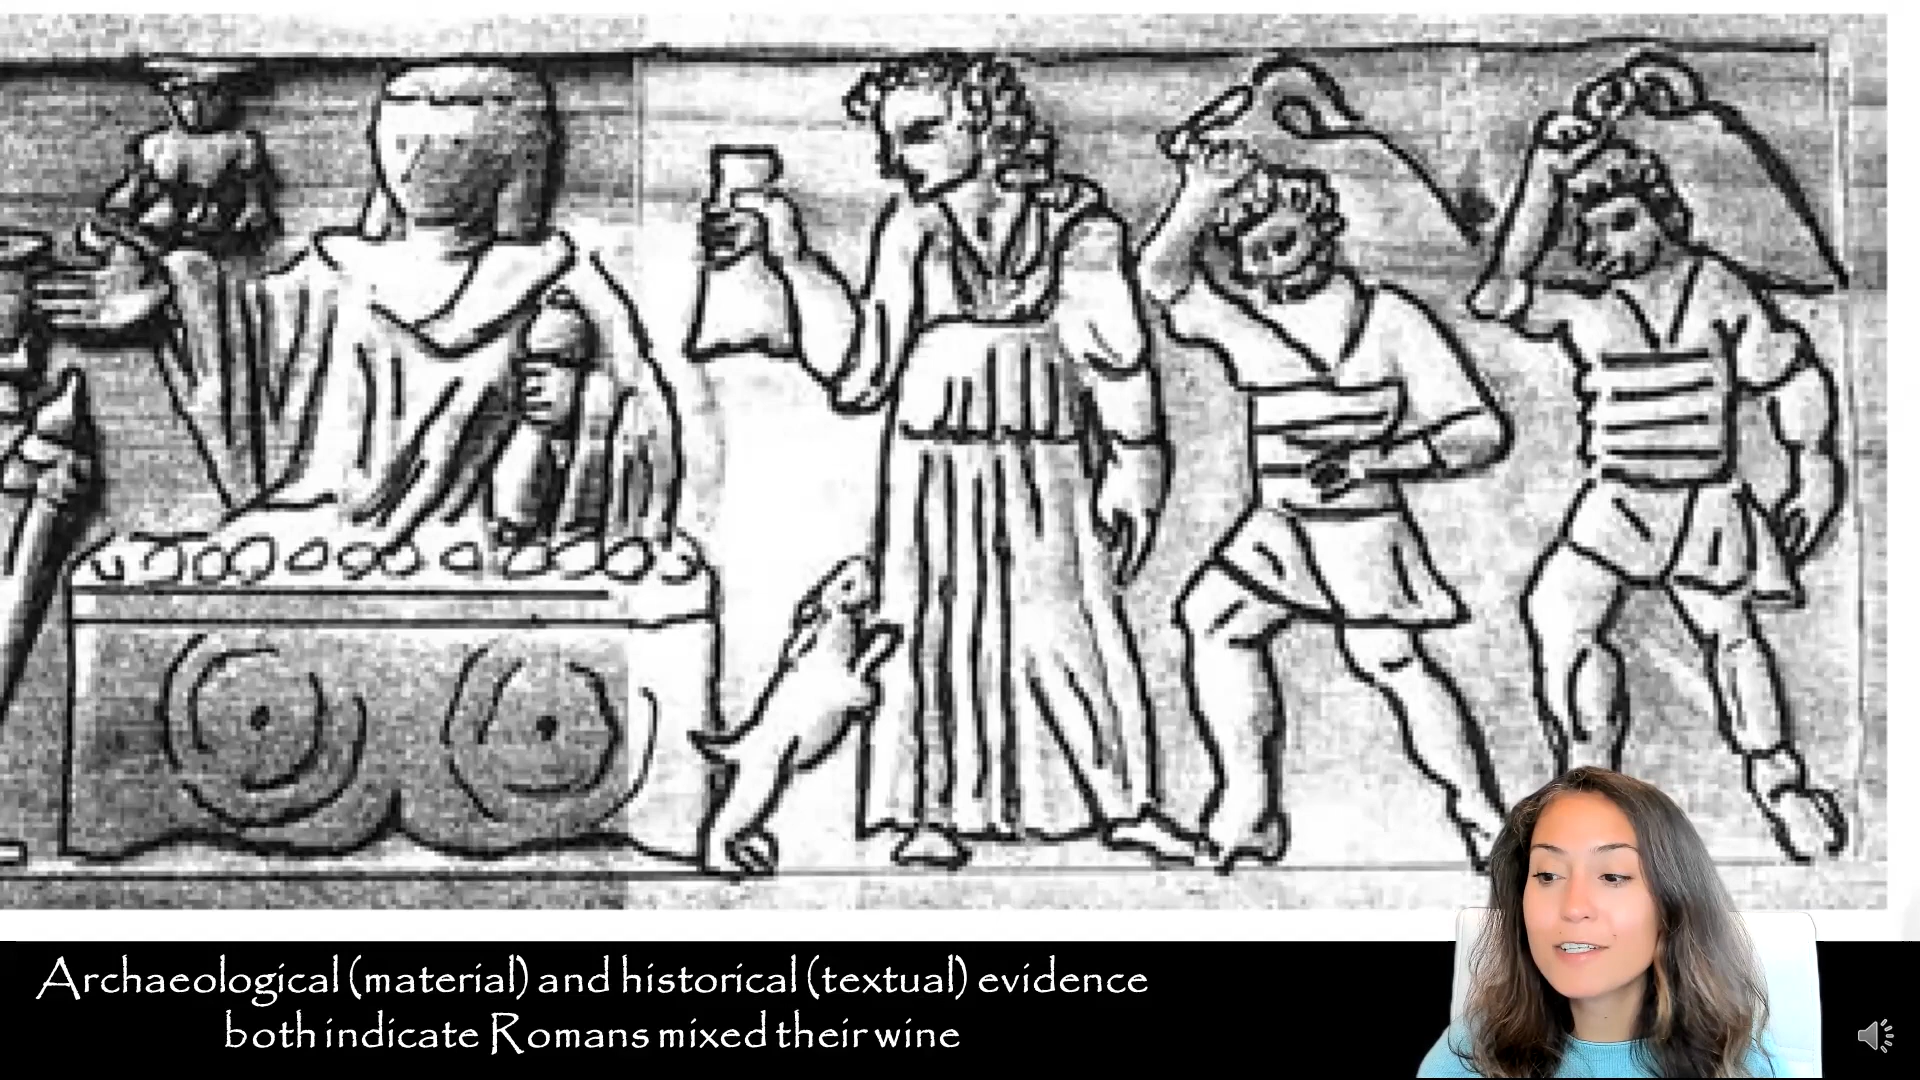 Archaeological (material) and historical (textual) evidence
both indicate Romans mixed their wine